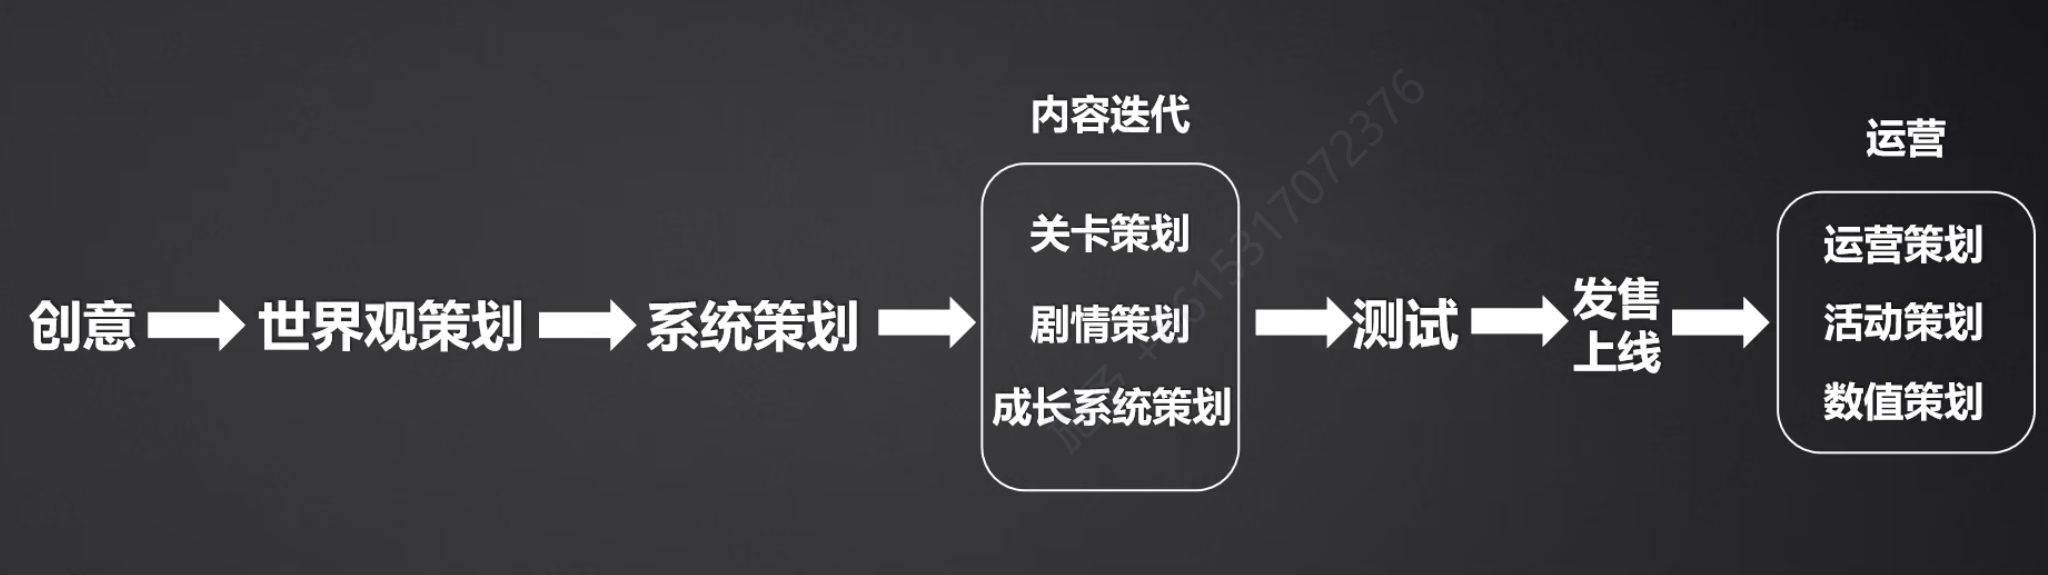 创意
世界观策划
系统策划
内容迭代
关卡策划
剧情策划
成长系统策划
测试
发售
上线
运营
运营策划
活动策划
数值策划